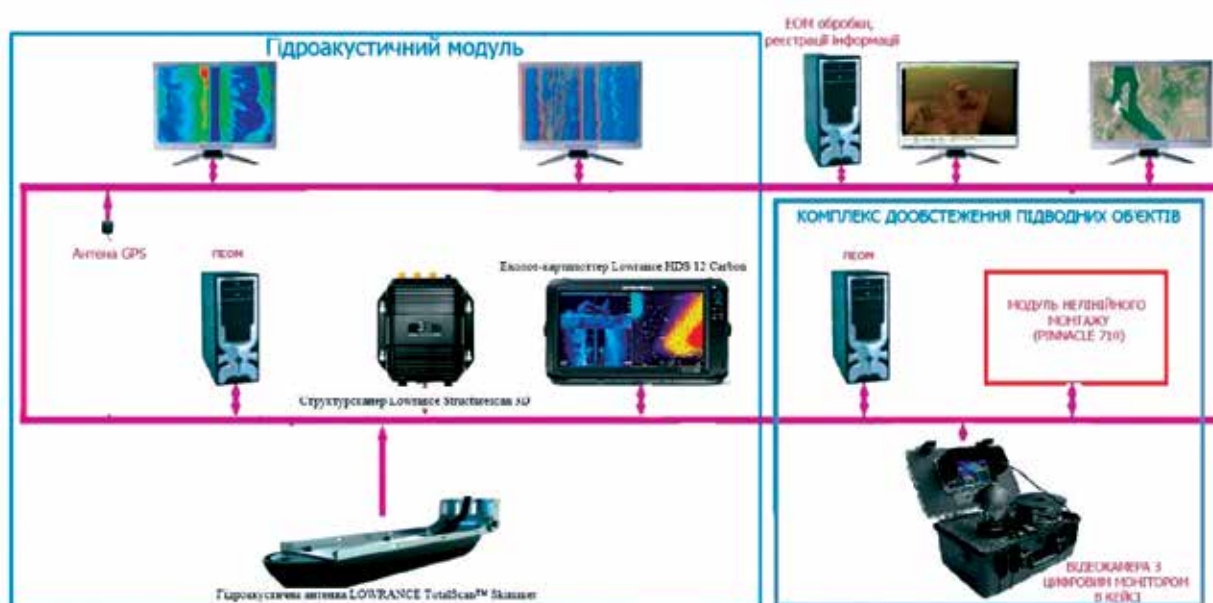 Гідроакустичний модуль
ЕОМ обробки,
реєстрації інформації
Антена GPS
ПЕОМ
Структурсканер Lowrance Structurescan 3D
Ехолот-картплоттер Lowrance HDS 12 Carbon
Гідроакустична антена LOWRANCE TotalScan™ Skimmer
КОМПЛЕКС ДООБСТЕЖЕННЯ ПІДВОДНИХ ОБ'ЄКТІВ
ПЕОМ
МОДУЛЬ НЕЛІНІЙНОГО
МОНТАЖУ
(PINNACLE 710)
ВІДЕОКАМЕРА З
ЦИФРОВИМ МОНІТОРОМ
В КЕЙСІ